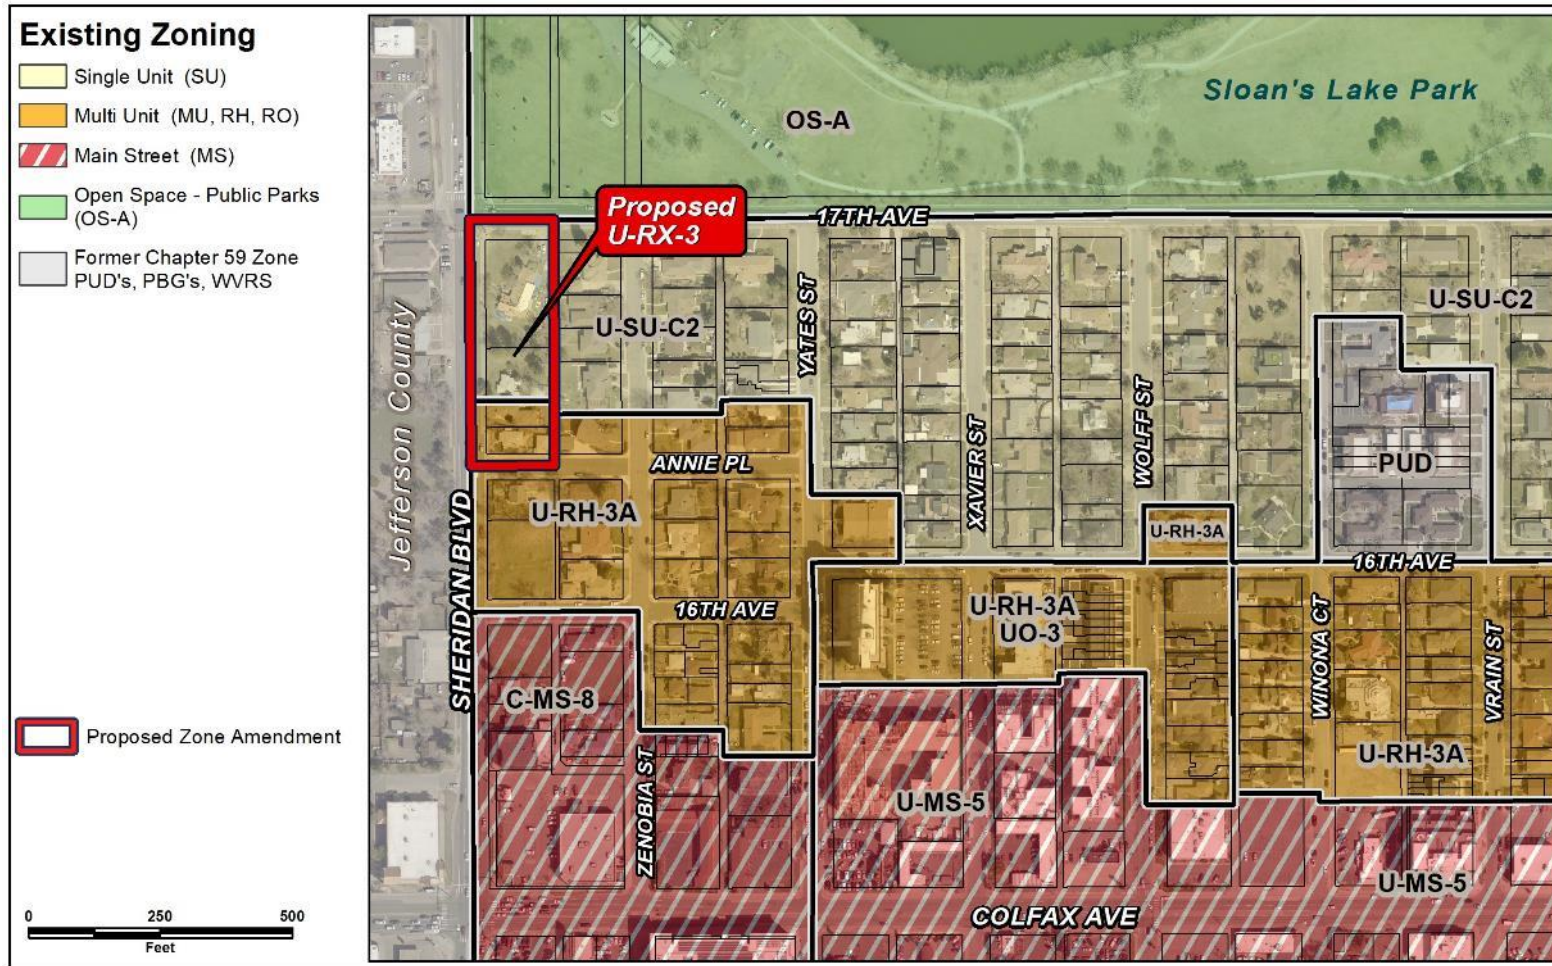 Existing Zoning
Single Unit (SU)
Multi Unit (MU, RH, RO)
Main Street (MS)
Open Space - Public Parks
(OS-A)
Former Chapter 59 Zone
PUD's, PBG's, WVRS
Proposed Zone Amendment
0 250 500
Feet
Sloan's Lake Park
OS-A
Proposed
U-RX-3
17TH AVE
U-SU-C2
U-SU-C2
YATES ST
Jefferson County
XAVIER ST
WOLFF ST
PUD
ANNIE PL
U-RH-3A
U-RH-3A
16TH AVE
SHERIDAN BLVD
16TH AVE
U-RH-3A
UO-3
WINONA CT
VRAIN ST
C-MS-8
U-RH-3A
ZENOBIA ST
U-MS-5
U-MS-5
COLFAX AVE